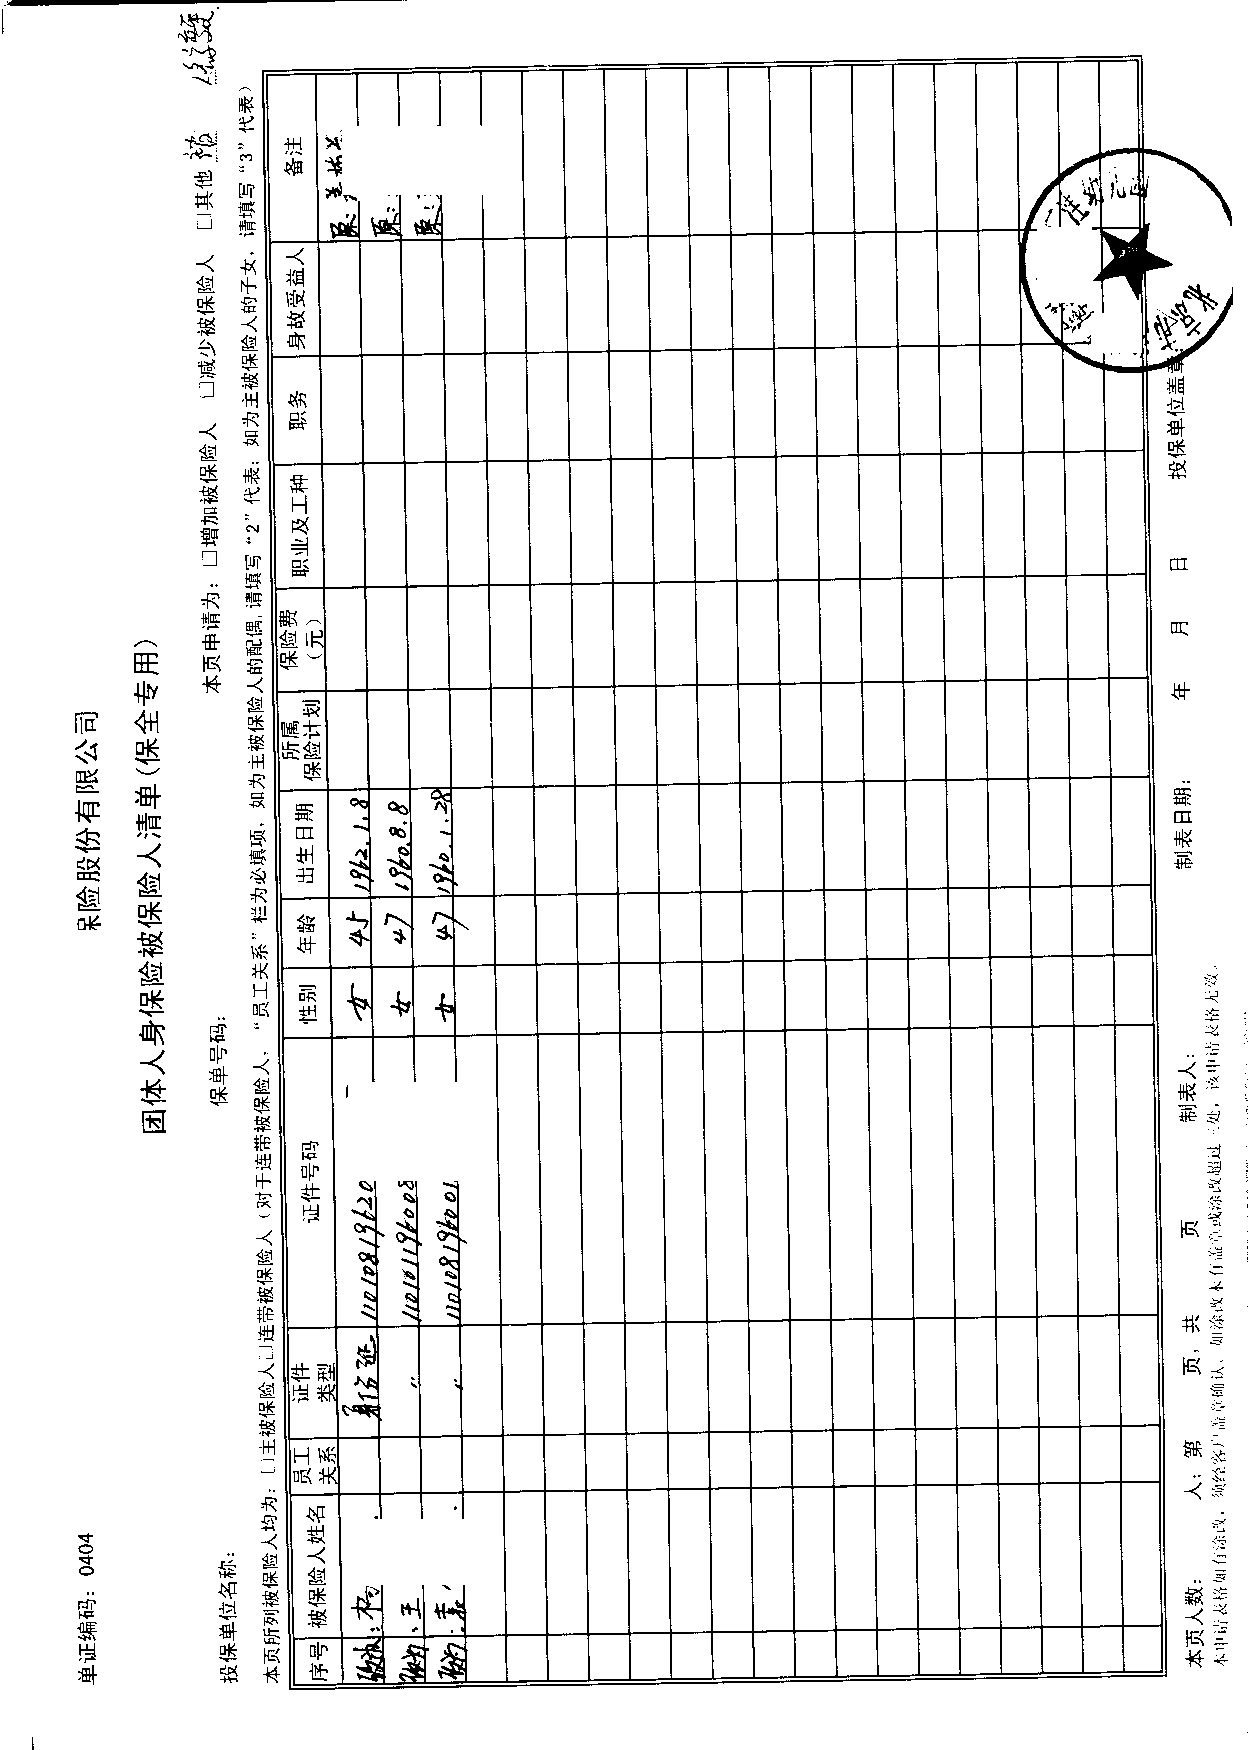 单证编码：0404
保险股份有限公司
团体人身保险被保险人清单(保全专用)
投保单位名称：
保单号码：
本页申请为：□增加被保险人 □减少被保险人 □其他
本页所列被保险人均为：□主被保险人□连带被保险人（对于连带被保险人，“员工关系”栏为必填项，如为主被保险人的配偶,请填写“2”代表；如为主被保险人的子女，请填写“3”代表）
序号 被保险人姓名 员工关系 证件类型 证件号码 性别 年龄 出生日期 所属保险计划 保险费（元） 职业及工种 职务 身故受益人 备注
改为：杨 身份证 11010819620 女 45 1962.1.8 原：
改为：王 〃 110101196008 女 47 1960.8.8 原：
改为：袁 〃 110108196001 女 47 1960.1.28 原：
本页人数： 人；第 页，共 页 制表人： 制表日期： 年 月 日 投保单位盖章
本申请表格如有涂改，须经客户盖章确认，如涂改未有盖章或涂改超过三处，该申请表格无效。
北京市